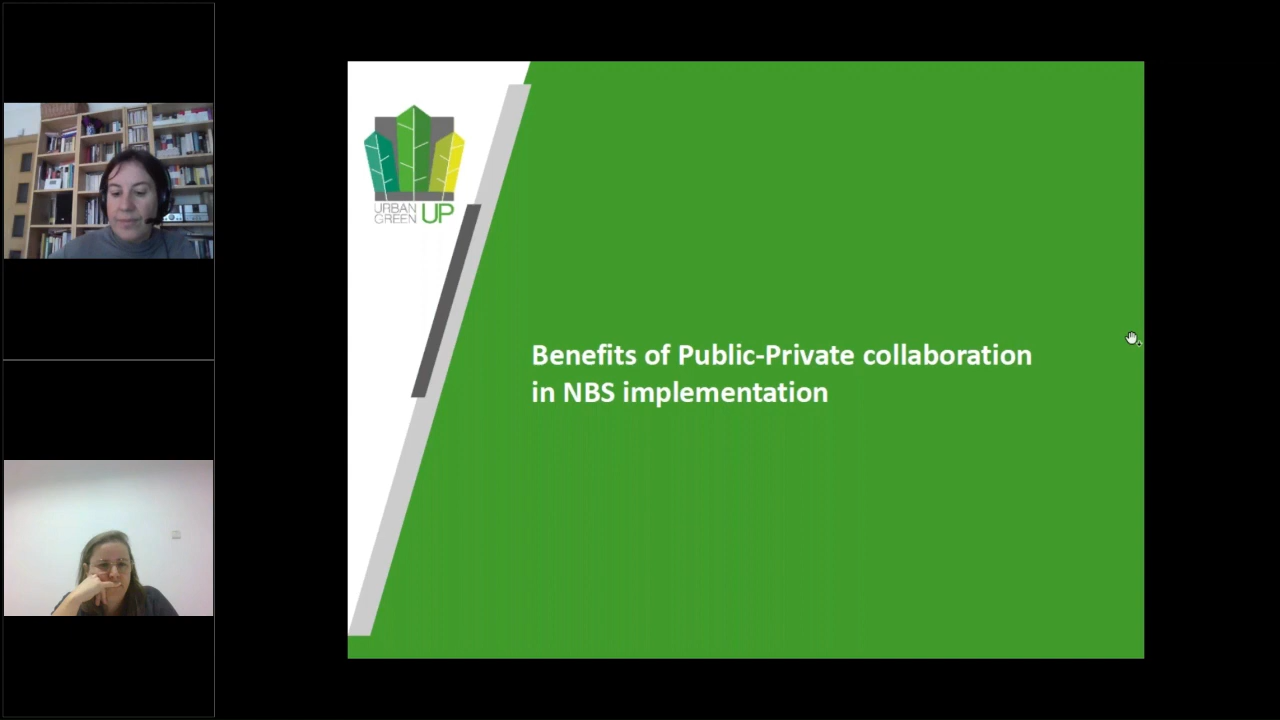 URBAN
GREEN UP
Benefits of Public-Private collaboration
in NBS implementation